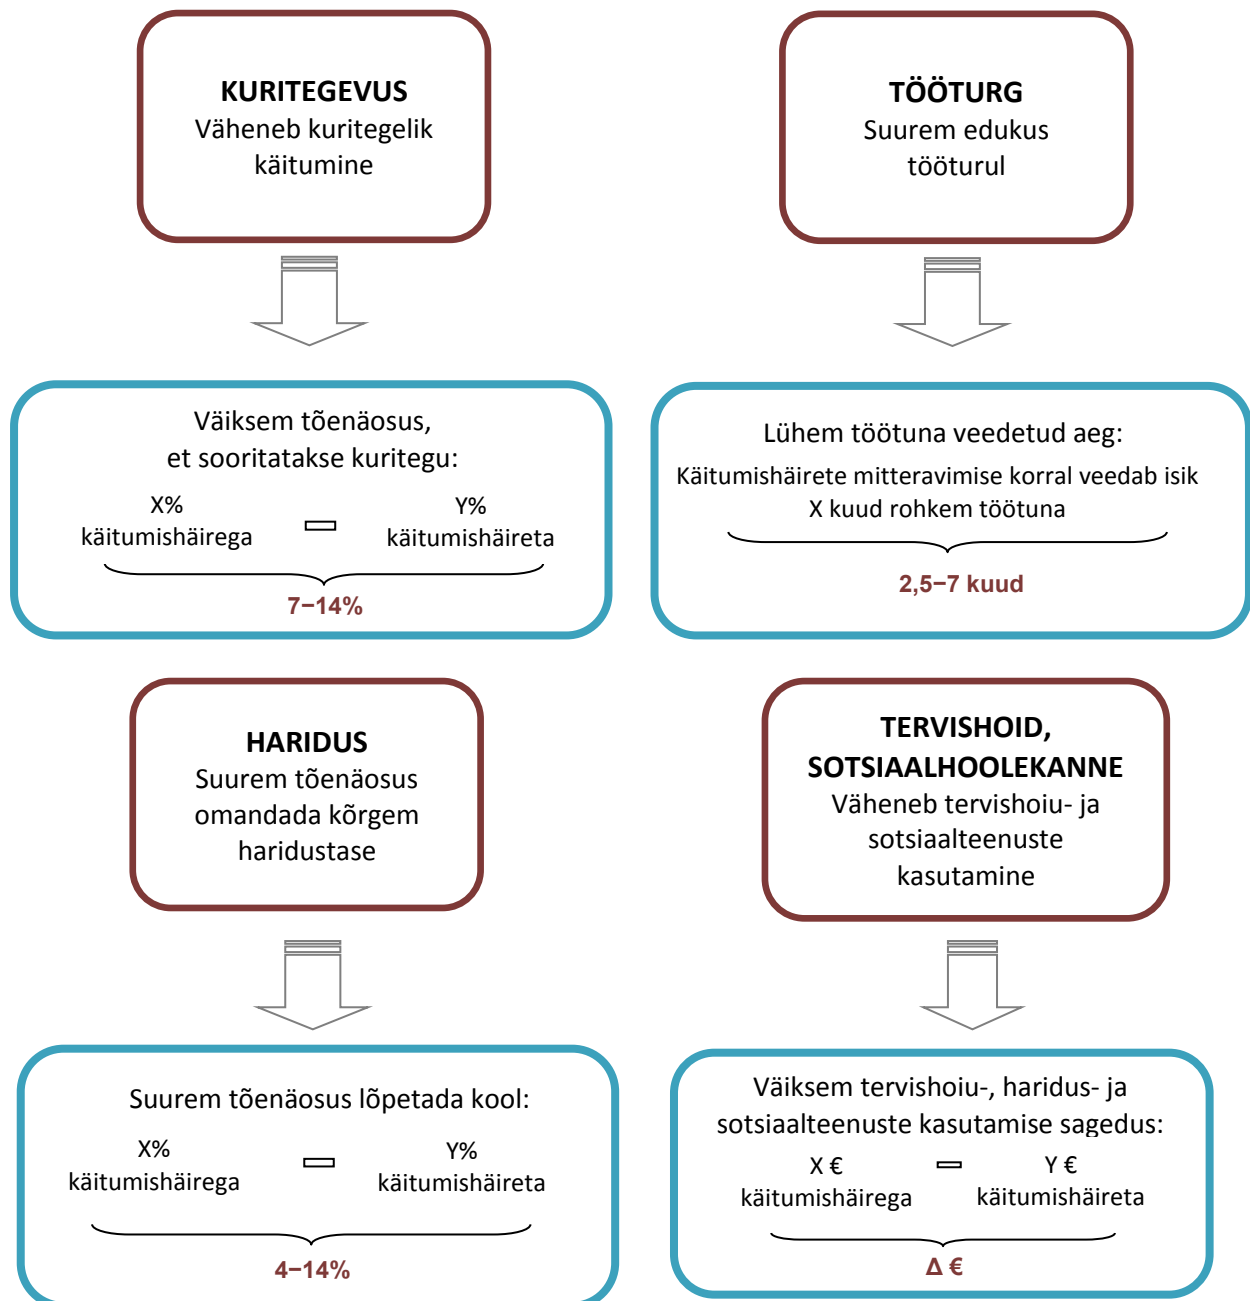 KURITEGEVUS
Väheneb kuritegelik
käitumine
TÖÖTURG
Suurem edukus
tööturul
Väiksem tõenäosus,
et sooritatakse kuritegu:
X%
käitumishäirega
Y%
käitumishäireta
7–14%
Lühem töötuna veedetud aeg:
Käitumishäirete mitteravimise korral veedab isik
X kuud rohkem töötuna
2,5–7 kuud
HARIDUS
Suurem tõenäosus
omandada kõrgem
haridustase
TERVISHOID,
SOTSIAALHOOLEKANNE
Väheneb tervishoiu- ja
sotsiaalteenuste
kasutamine
Suurem tõenäosus lõpetada kool:
X%
käitumishäirega
Y%
käitumishäireta
4–14%
Väiksem tervishoiu-, haridus- ja
sotsiaalteenuste kasutamise sagedus:
X €
käitumishäirega
Y €
käitumishäireta
Δ €